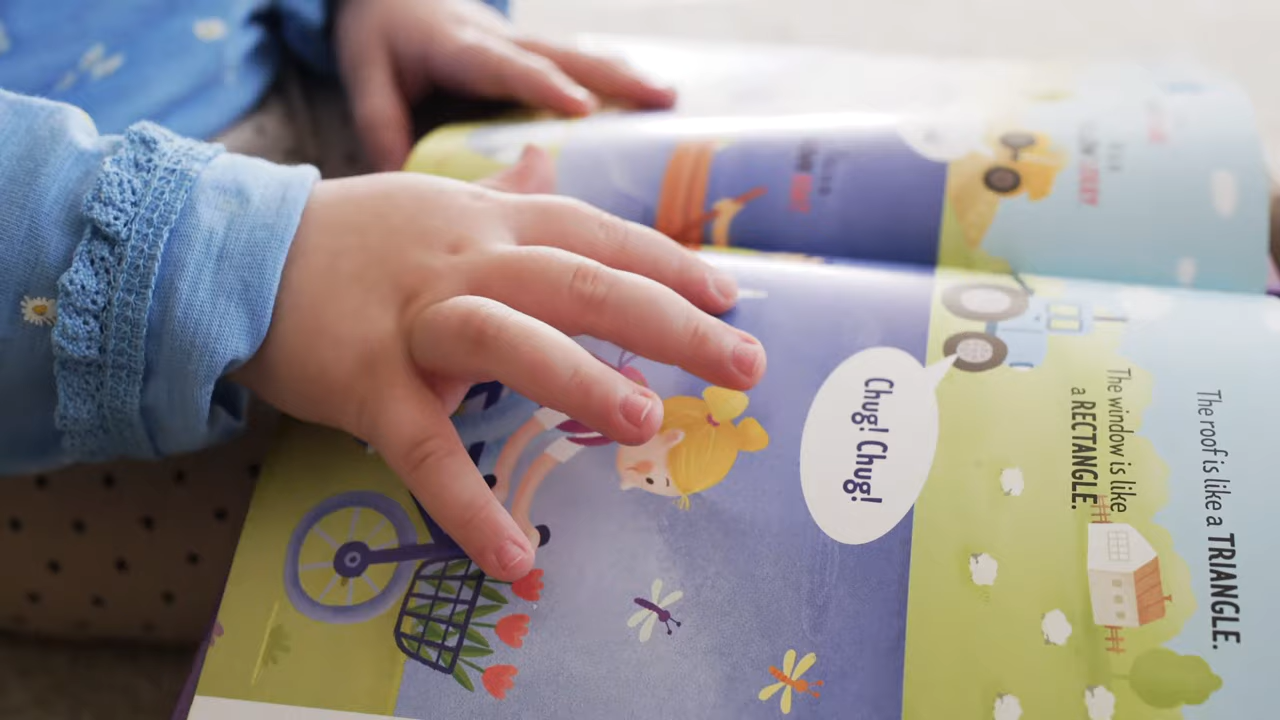 The roof is like a TRIANGLE.
The window is like
a RECTANGLE.
Chug! Chug!